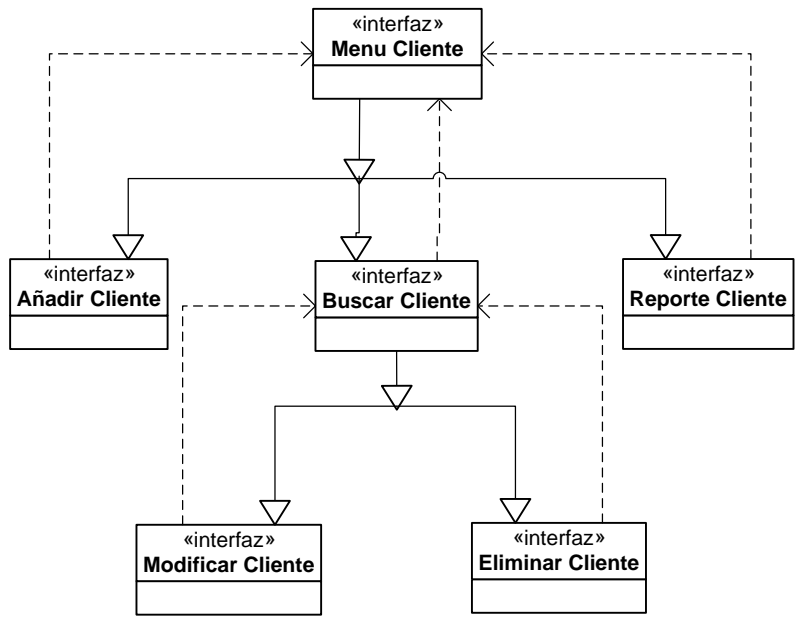 «interfaz»
Menu Cliente
«interfaz»
Añadir Cliente
«interfaz»
Buscar Cliente
«interfaz»
Reporte Cliente
«interfaz»
Modificar Cliente
«interfaz»
Eliminar Cliente